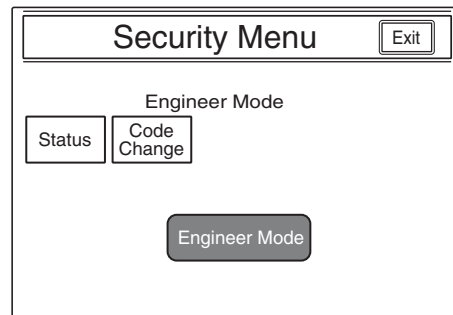 Security Menu
Exit
Engineer Mode
Status
Code
Change
Engineer Mode